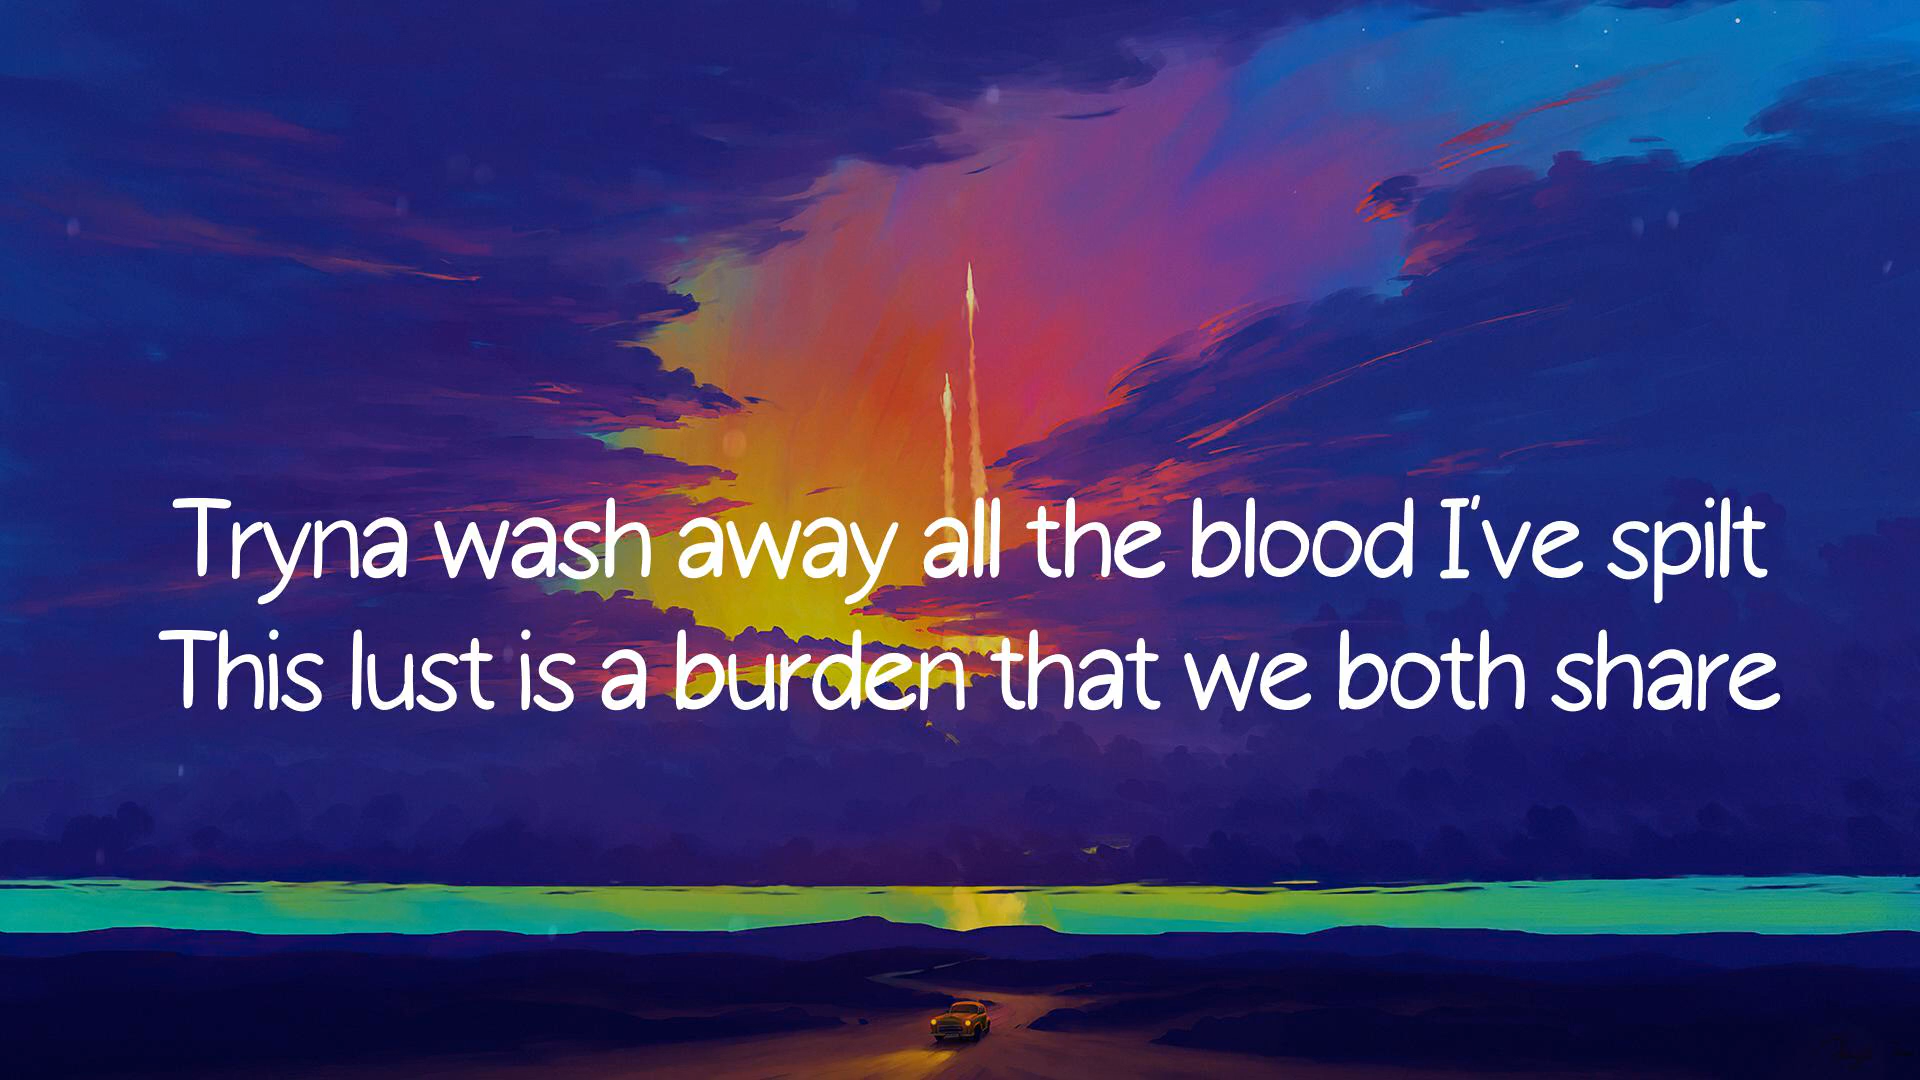 Tryna wash away all the blood I've spilt
This lust is a burden that we both share